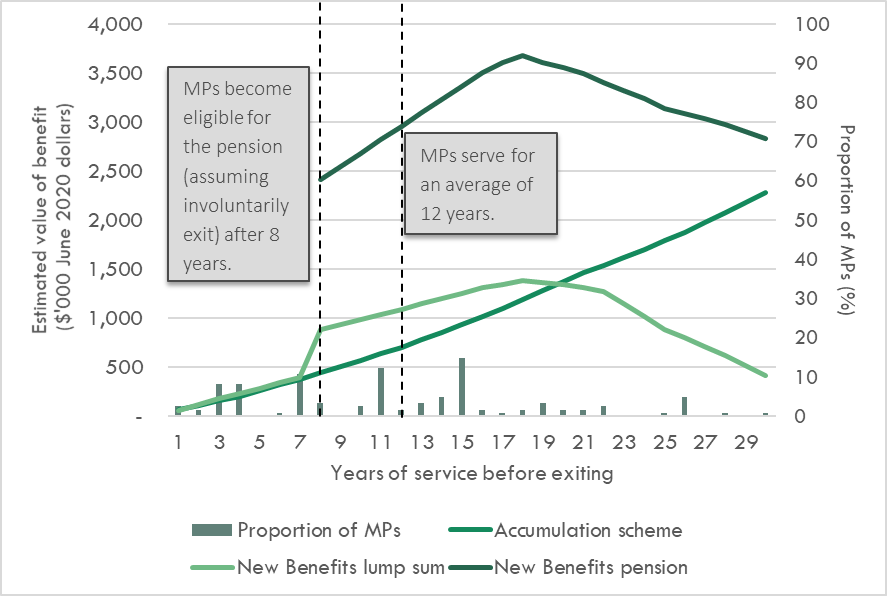 4,000
3,500
3,000
2,500
2,000
1,500
1,000
500
-
Estimated value of benefit
($'000 June 2020 dollars)
MPs become
eligible for
the pension
(assuming
involuntarily
exit) after 8
years.
MPs serve for
an average of
12 years.
100
90
80
70
60
50
40
30
20
10
0
Proportion of MPs (%)
1 3 5 7 9 11 13 15 17 19 21 23 25 27 29
Years of service before exiting
Proportion of MPs Accumulation scheme
New Benefits lump sum New Benefits pension